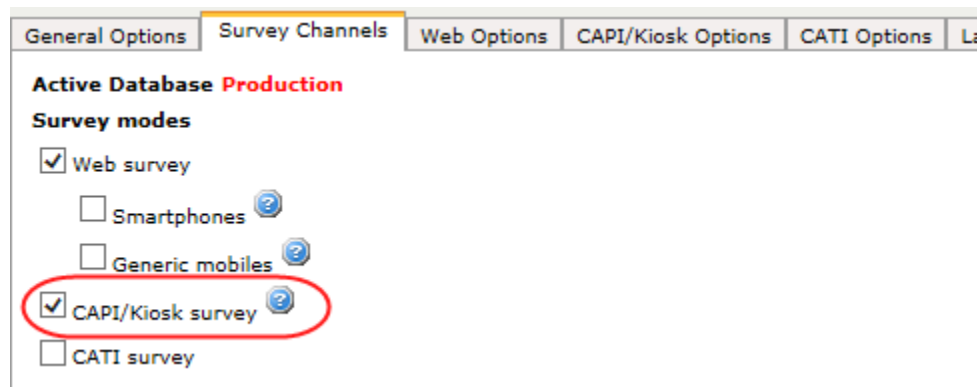 General Options Survey Channels Web Options CAPI/Kiosk Options CATI Options
Active Database Production
Survey modes
Web survey
Smartphones ?
Generic mobiles ?
CAPI/Kiosk survey ?
CATI survey